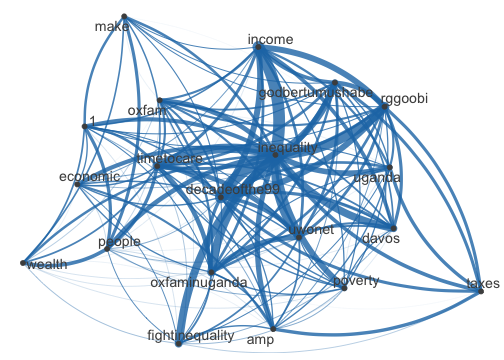 make
income
godbertumushabe
rggoobi
oxfam
1
inequality
timetocare
economic
uganda
decadeofthe99
uwonet
people
davos
wealth
oxfaminuganda
poverty
taxes
fightinequality
amp